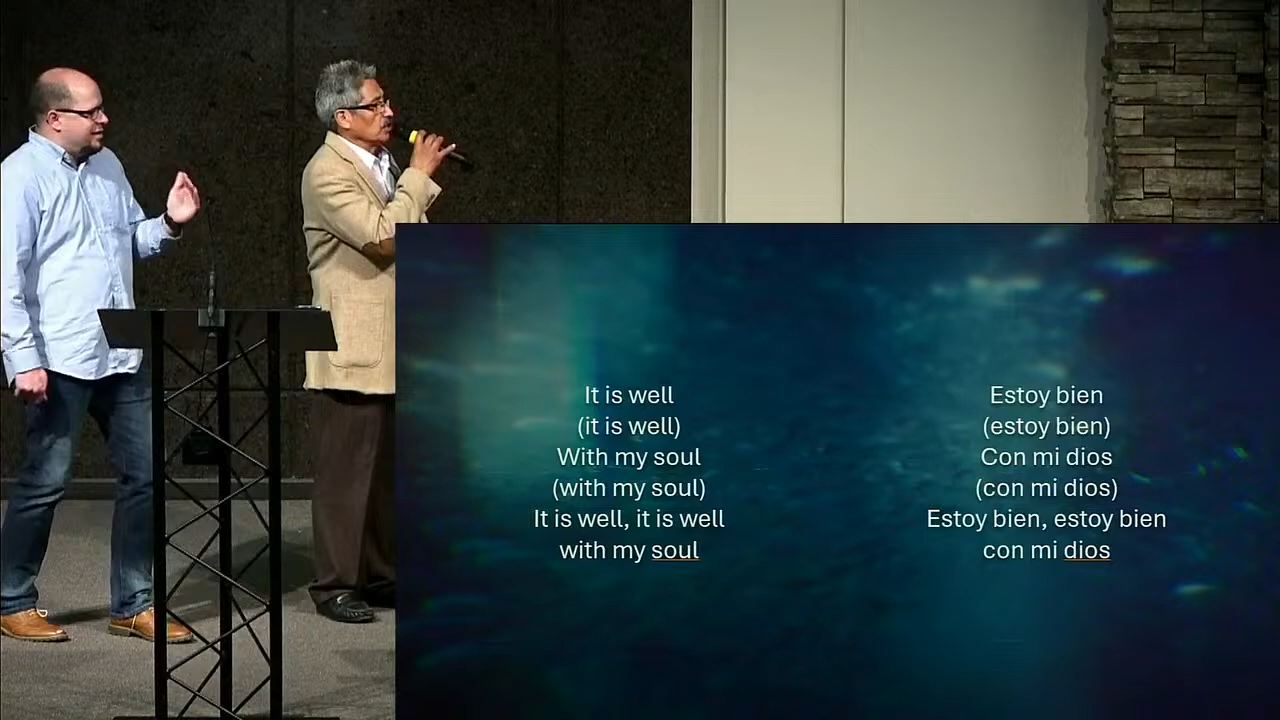 It is well
(it is well)
With my soul
(with my soul)
It is well, it is well
with my soul
Estoy bien
(estoy bien)
Con mi dios
(con mi dios)
Estoy bien, estoy bien
con mi dios